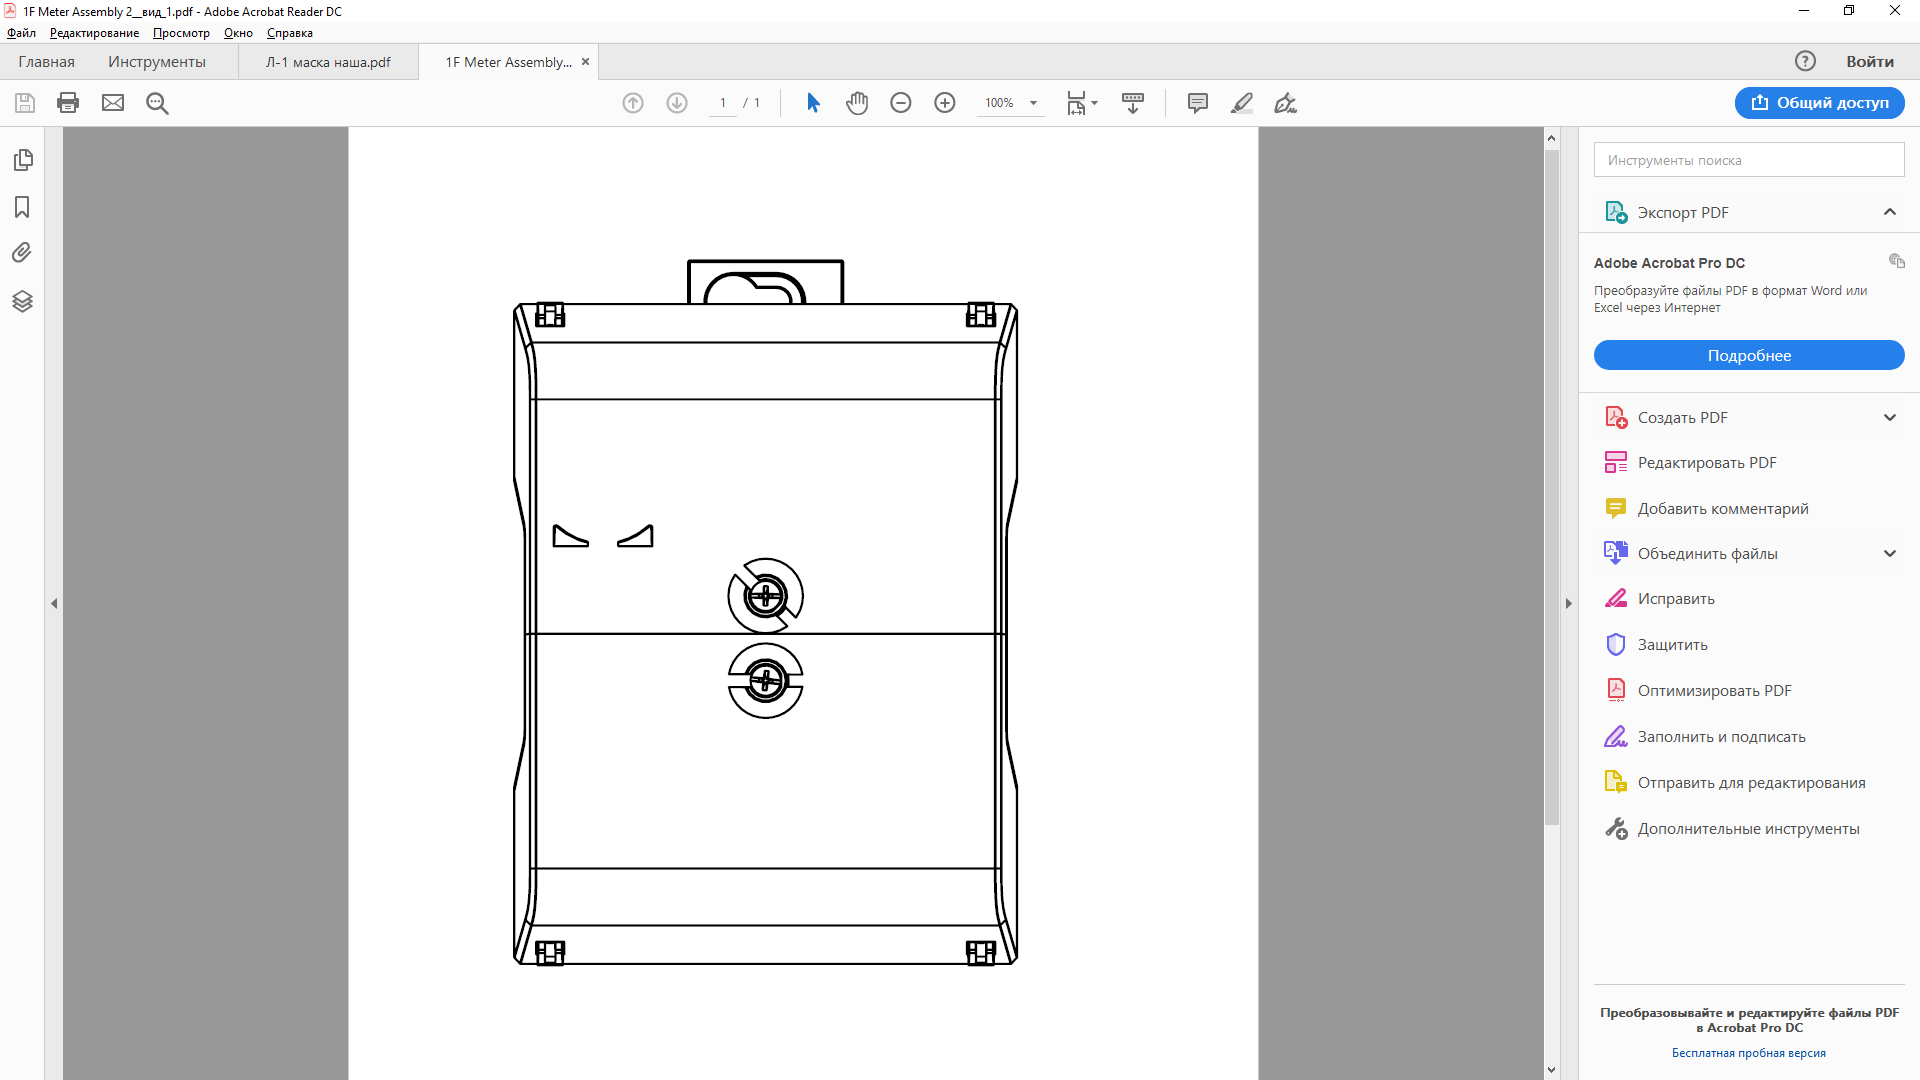 1F Meter Assembly 2__вид_1.pdf - Adobe Acrobat Reader DC
Файл Редактирование Просмотр Окно Справка
Главная Инструменты Л-1 маска наша.pdf 1F Meter Assembly... × Войти
1 / 1 100% Общий доступ
Инструменты поиска
Экспорт PDF
Adobe Acrobat Pro DC
Преобразуйте файлы PDF в формат Word или
Excel через Интернет
Подробнее
Создать PDF
Редактировать PDF
Добавить комментарий
Объединить файлы
Исправить
Защитить
Оптимизировать PDF
Заполнить и подписать
Отправить для редактирования
Дополнительные инструменты
Преобразовывайте и редактируйте файлы PDF
в Acrobat Pro DC
Бесплатная пробная версия